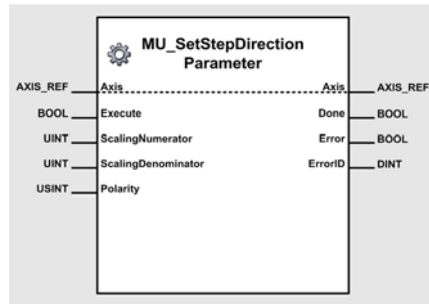 MU_SetStepDirection
Parameter
AXIS_REF Axis Axis AXIS_REF
BOOL Execute Done BOOL
UINT ScalingNumerator Error BOOL
UINT ScalingDenominator ErrorID DINT
USINT Polarity